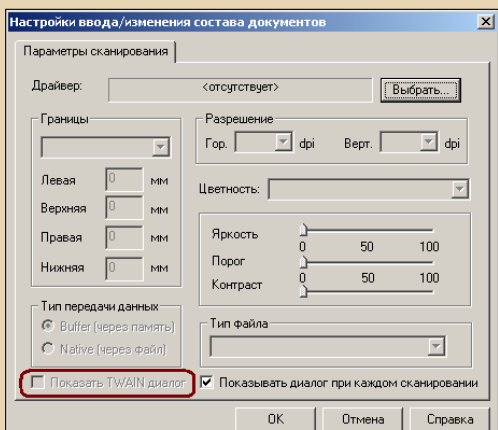 Настройки ввода/изменения состава документов
Параметры сканирования
Драйвер: <отсутствует> Выбрать...
Границы
Левая 0 мм
Верхняя 0 мм
Правая 0 мм
Нижняя 0 мм
Разрешение
Гор. dpi Верт. dpi
Цветность:
Яркость
0 50 100
Порог
0 50 100
Контраст
Тип передачи данных
Buffer (через память)
Native (через файл)
Тип файла
Показать TWAIN диалог Показывать диалог при каждом сканировании
OK Отмена Справка